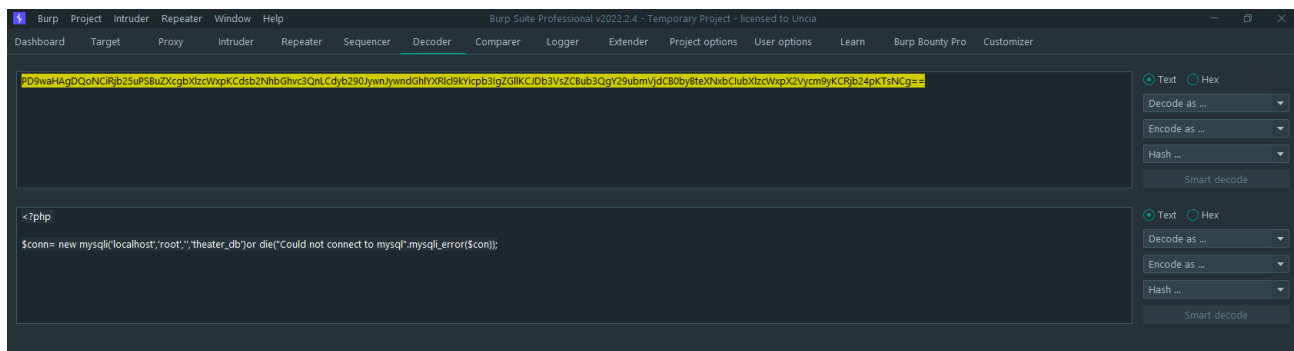 Burp Project Intruder Repeater Window Help Burp Suite Professional v2022.2.4 - Temporary Project - licensed to Uncia
Dashboard Target Proxy Intruder Repeater Sequencer Decoder Comparer Logger Extender Project options User options Learn Burp Bounty Pro Customizer
PD9waHAgDQoNCiRjb25uPSBuZXcgbXlzcWxpKCdsb2NhbGhvc3QnLCdyb290JywnJywndGhlYXRlcl9kYicpb3IgZGllKCJDb3VsZCBub3QgY29ubmVjdCB0byBteXNxbCIubXlzcWxpX2Vycm9yKCRjb24pKTsNCg==
Text Hex
Decode as ...
Encode as ...
Hash ...
Smart decode
<?php
$conn= new mysqli('localhost','root','','theater_db')or die("Could not connect to mysql".mysqli_error($con));
Text Hex
Decode as ...
Encode as ...
Hash ...
Smart decode